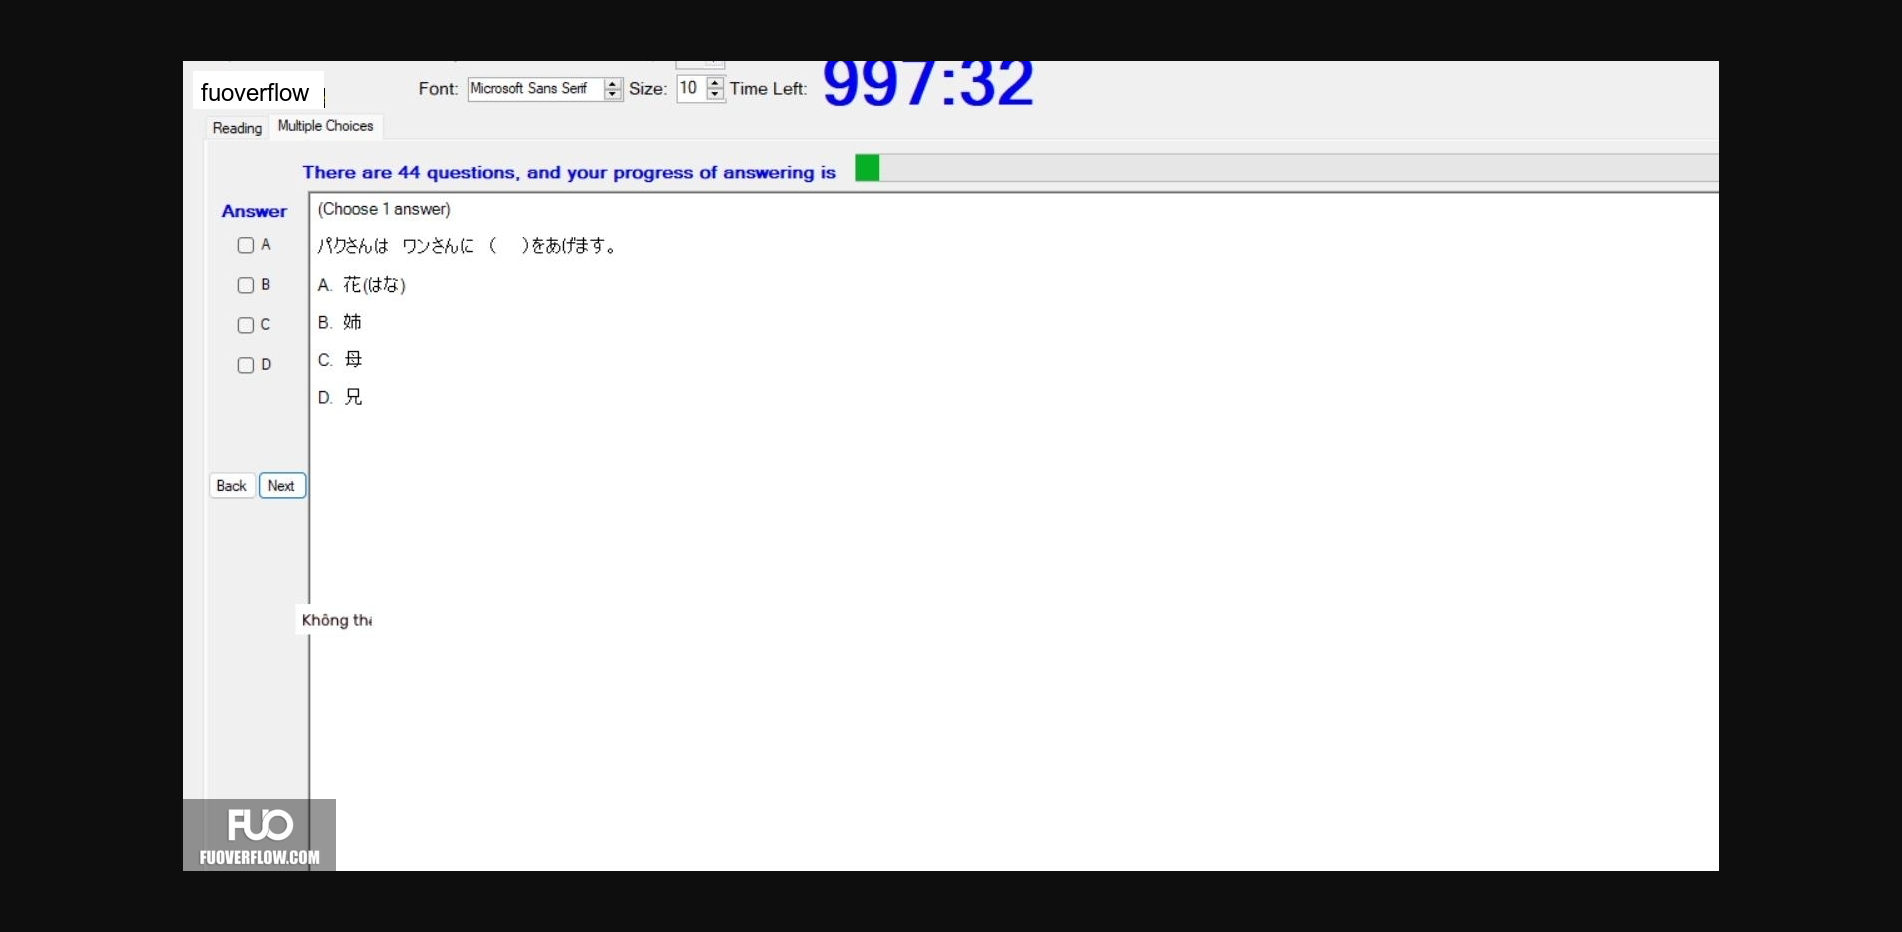 fuoverflow
Font: Microsoft Sans Serif Size: 10 Time Left: 997:32
Reading Multiple Choices
There are 44 questions, and your progress of answering is
Answer
(Choose 1 answer)
A
パクさんは ワンさんに ( )をあげます。
B
A. 花(はな)
C
B. 姉
D
C. 母
D. 兄
Back Next
Không
FUO
FUOVERFLOW.COM